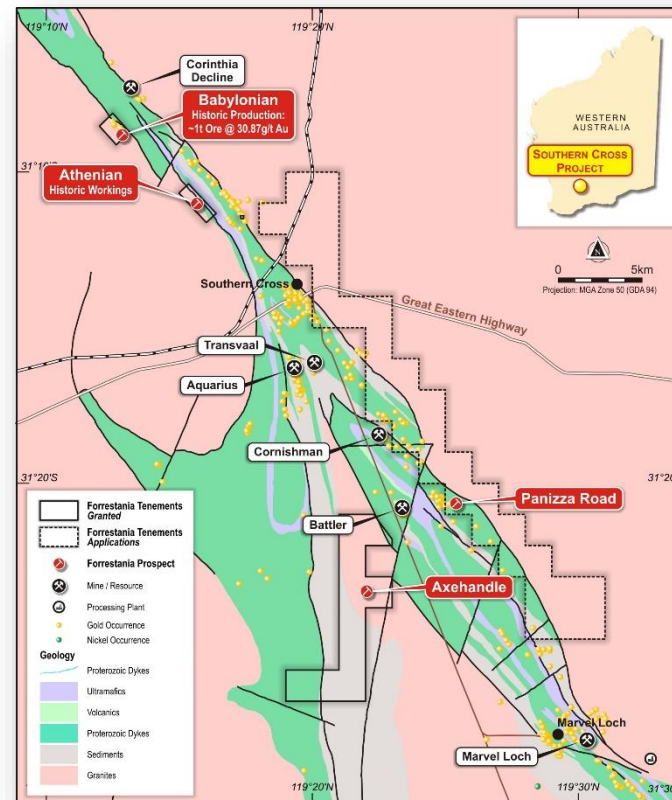 119°10'
119°20'
Corinthia
Decline
Babylonian
Historic Production:
~1t Ore @ 30.87g/t Au
31°10'
31°10'
Athenian
Historic Workings
WESTERN
AUSTRALIA
SOUTHERN CROSS
PROJECT
N
0 5km
Projection: MGA Zone 50 (GDA 94)
Southern Cross
Great Eastern Highway
Transvaal
Aquarius
Cornishman
31°20'
31°20'
Panizza Road
Battler
Axehandle
Forrestania Tenements
Granted
Forrestania Tenements
Applications
Forrestania Prospect
Mine / Resource
Processing Plant
Gold Occurrence
Nickel Occurrence
Geology
Proterozoic Dykes
Ultramafics
Volcanics
Proterozoic Dykes
Sediments
Granites
Marvel Loch
Marvel Loch
119°20'
119°30'